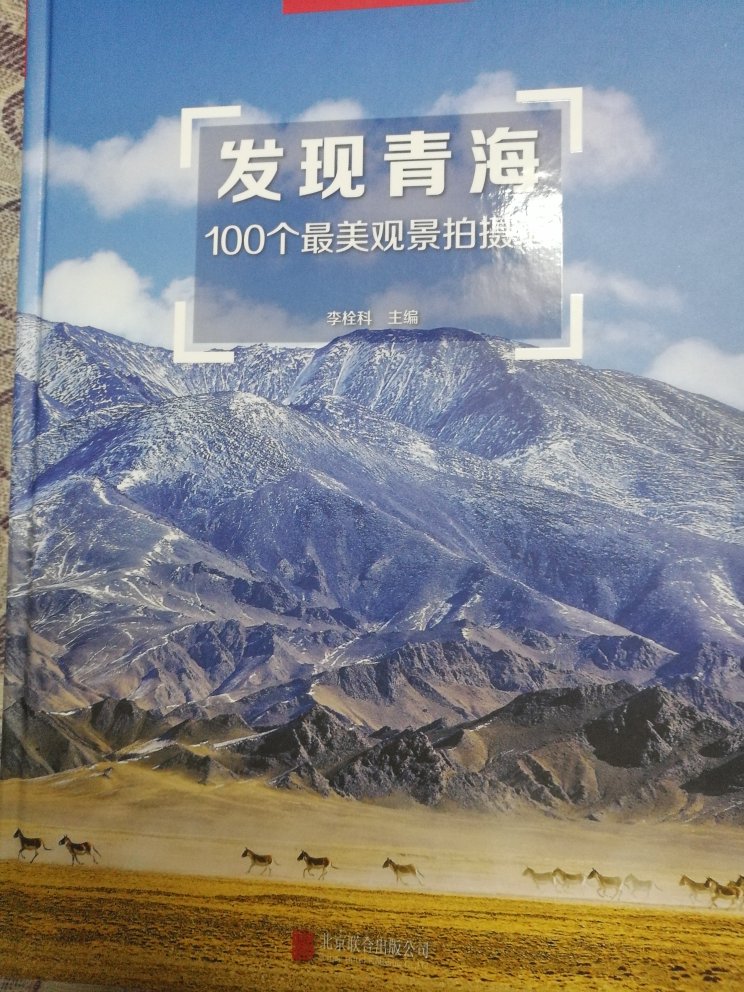 发现青海
100个最美观景拍摄
李栓科 主编
北京联合出版公司